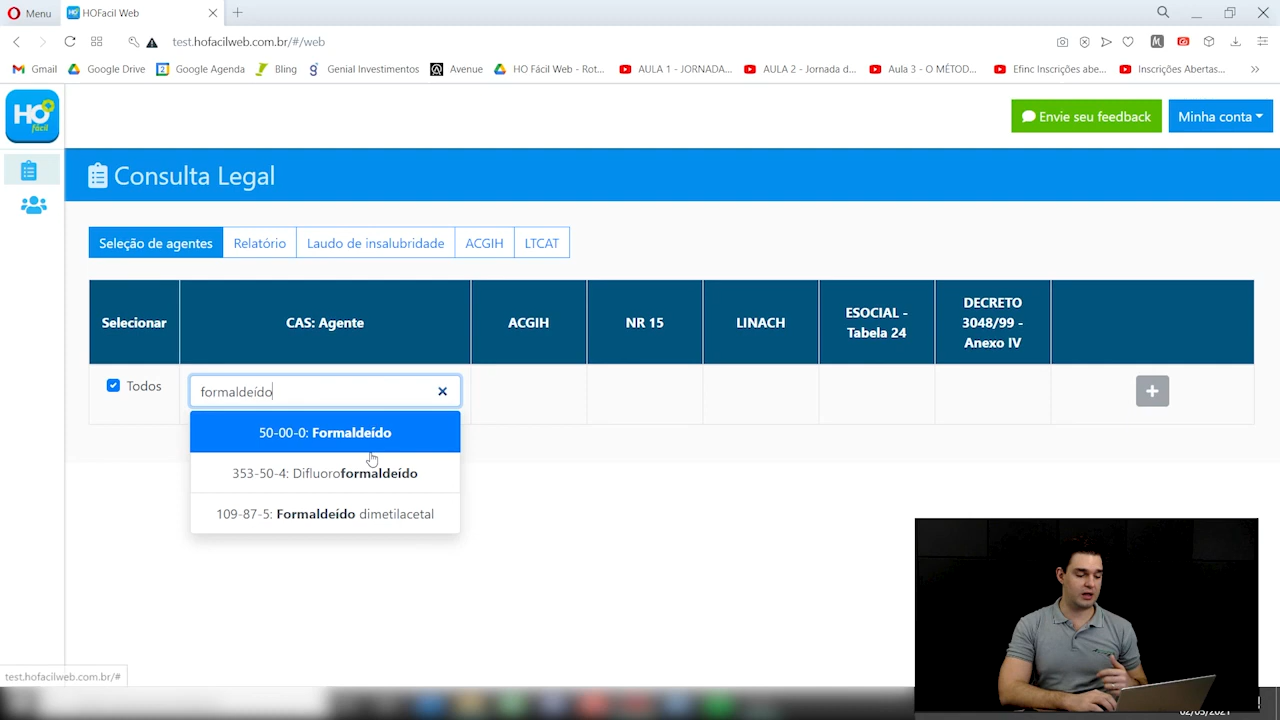 Menu
HOFacil Web
test.hofacilweb.com.br/#/web
Gmail
Google Drive
Google Agenda
Bling
Genial Investimentos
Avenue
HO Fácil Web - Rot...
AULA 1 - JORNADA...
AULA 2 - Jornada d...
Aula 3 - O MÉTOD...
Efinc Inscrições abe...
Inscrições Abertas...
HO
fácil
Envie seu feedback
Minha conta
Consulta Legal
Seleção de agentes
Relatório
Laudo de insalubridade
ACGIH
LTCAT
Selecionar
CAS: Agente
ACGIH
NR 15
LINACH
ESOCIAL -
Tabela 24
DECRETO
3048/99 -
Anexo IV
Todos
formaldeído
50-00-0: Formaldeído
353-50-4: Difluoroformaldeído
109-87-5: Formaldeído dimetilacetal
test.hofacilweb.com.br/#